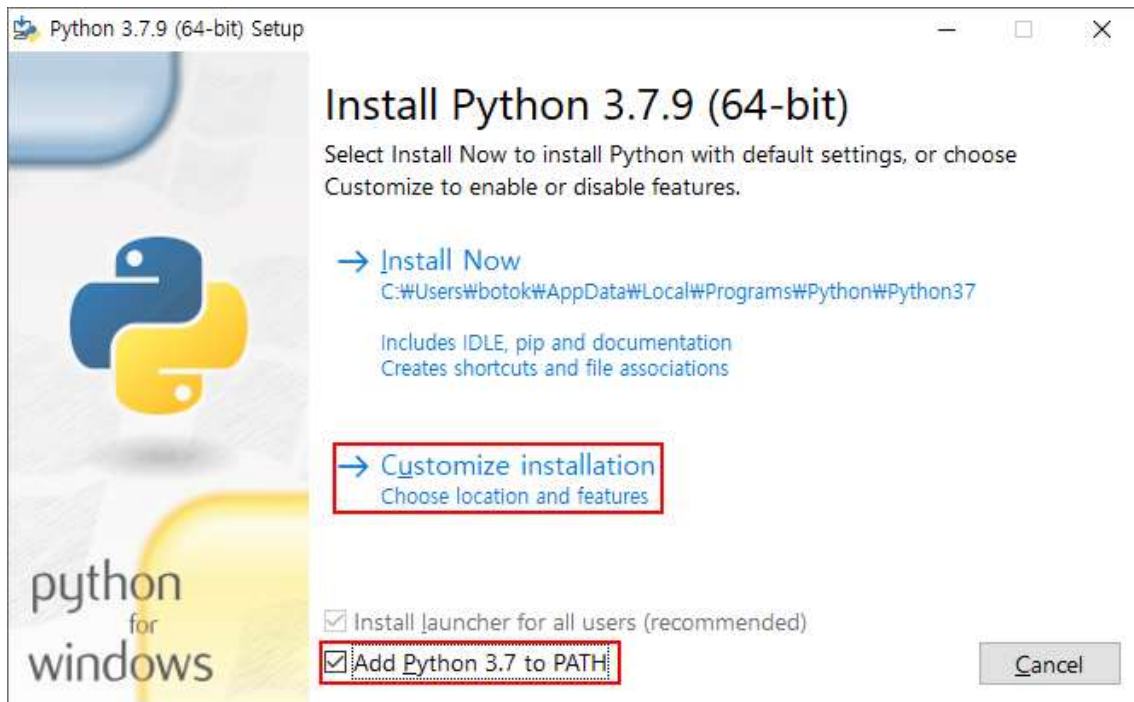 Python 3.7.9 (64-bit) Setup
Install Python 3.7.9 (64-bit)
Select Install Now to install Python with default settings, or choose
Customize to enable or disable features.
Install Now
C:₩Users₩botok₩AppData₩Local₩Programs₩Python₩Python37
Includes IDLE, pip and documentation
Creates shortcuts and file associations
Customize installation
Choose location and features
python
for
windows
Install launcher for all users (recommended)
Add Python 3.7 to PATH
Cancel